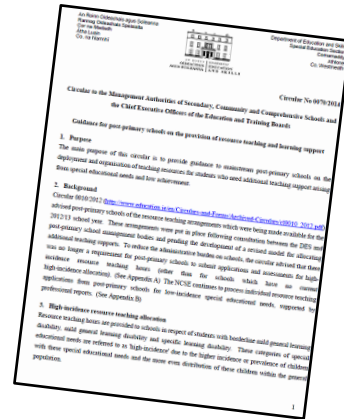 An Roinn Oideachais agus Scileanna
Rannóg Oideachais Speisialta
Cor na Madadh
Áth Luain
Co. na hIarmhí
Department of Education and Skills
Special Education Section
Cornamaddy
Athlone
Co. Westmeath
EDUCATION
AND SKILLS
Circular No 0070/2014
Circular to the Management Authorities of Secondary, Community and Comprehensive Schools and
the Chief Executive Officers of the Education and Training Boards
Guidance for post-primary schools on the provision of resource teaching and learning support
1. Purpose
The main purpose of this circular is to provide guidance to mainstream post-primary schools on the
deployment and organisation of teaching resources for students who need additional teaching support arising
from special educational needs and low achievement.
2. Background
Circular 0010/2012 (http://www.education.ie/en/Circulars-and-Forms/Archived-Circulars/cl0010_2012.pdf)
advised post-primary schools of the resource teaching arrangements which were being made available for the
2012/13 school year. These arrangements were put in place following consultation between the DES and
post-primary school management bodies and pending the development of a revised model for allocating
additional teaching supports. To reduce the administrative burden on schools, the circular advised that there
was no longer a requirement for post-primary schools to submit applications and assessments for high-
incidence resource teaching hours (other than for schools which have no current
high-incidence allocation). (See Appendix A) The NCSE continues to process individual resource teaching
applications from post-primary schools for low-incidence special educational needs, supported by
professional reports. (See Appendix B)
3. High-incidence resource teaching allocation
Resource teaching hours are provided to schools in respect of students with borderline mild general learning
disability, mild general learning disability and specific learning disability. These categories of special
educational needs are referred to as 'high-incidence' due to the higher incidence or prevalence of children
with these special educational needs and the more even distribution of these children within the general
population.
1